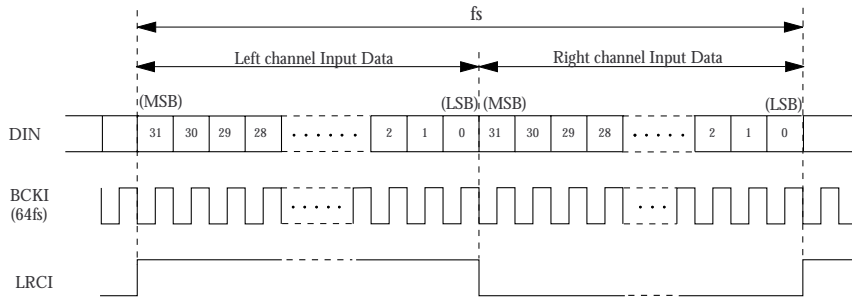 fs
Left channel Input Data Right channel Input Data
(MSB) (LSB) (MSB) (LSB)
DIN 31 30 29 28 ...... 2 1 0 31 30 29 28 ..... 2 1 0
BCKI ..... ...
(64fs)
LRCI